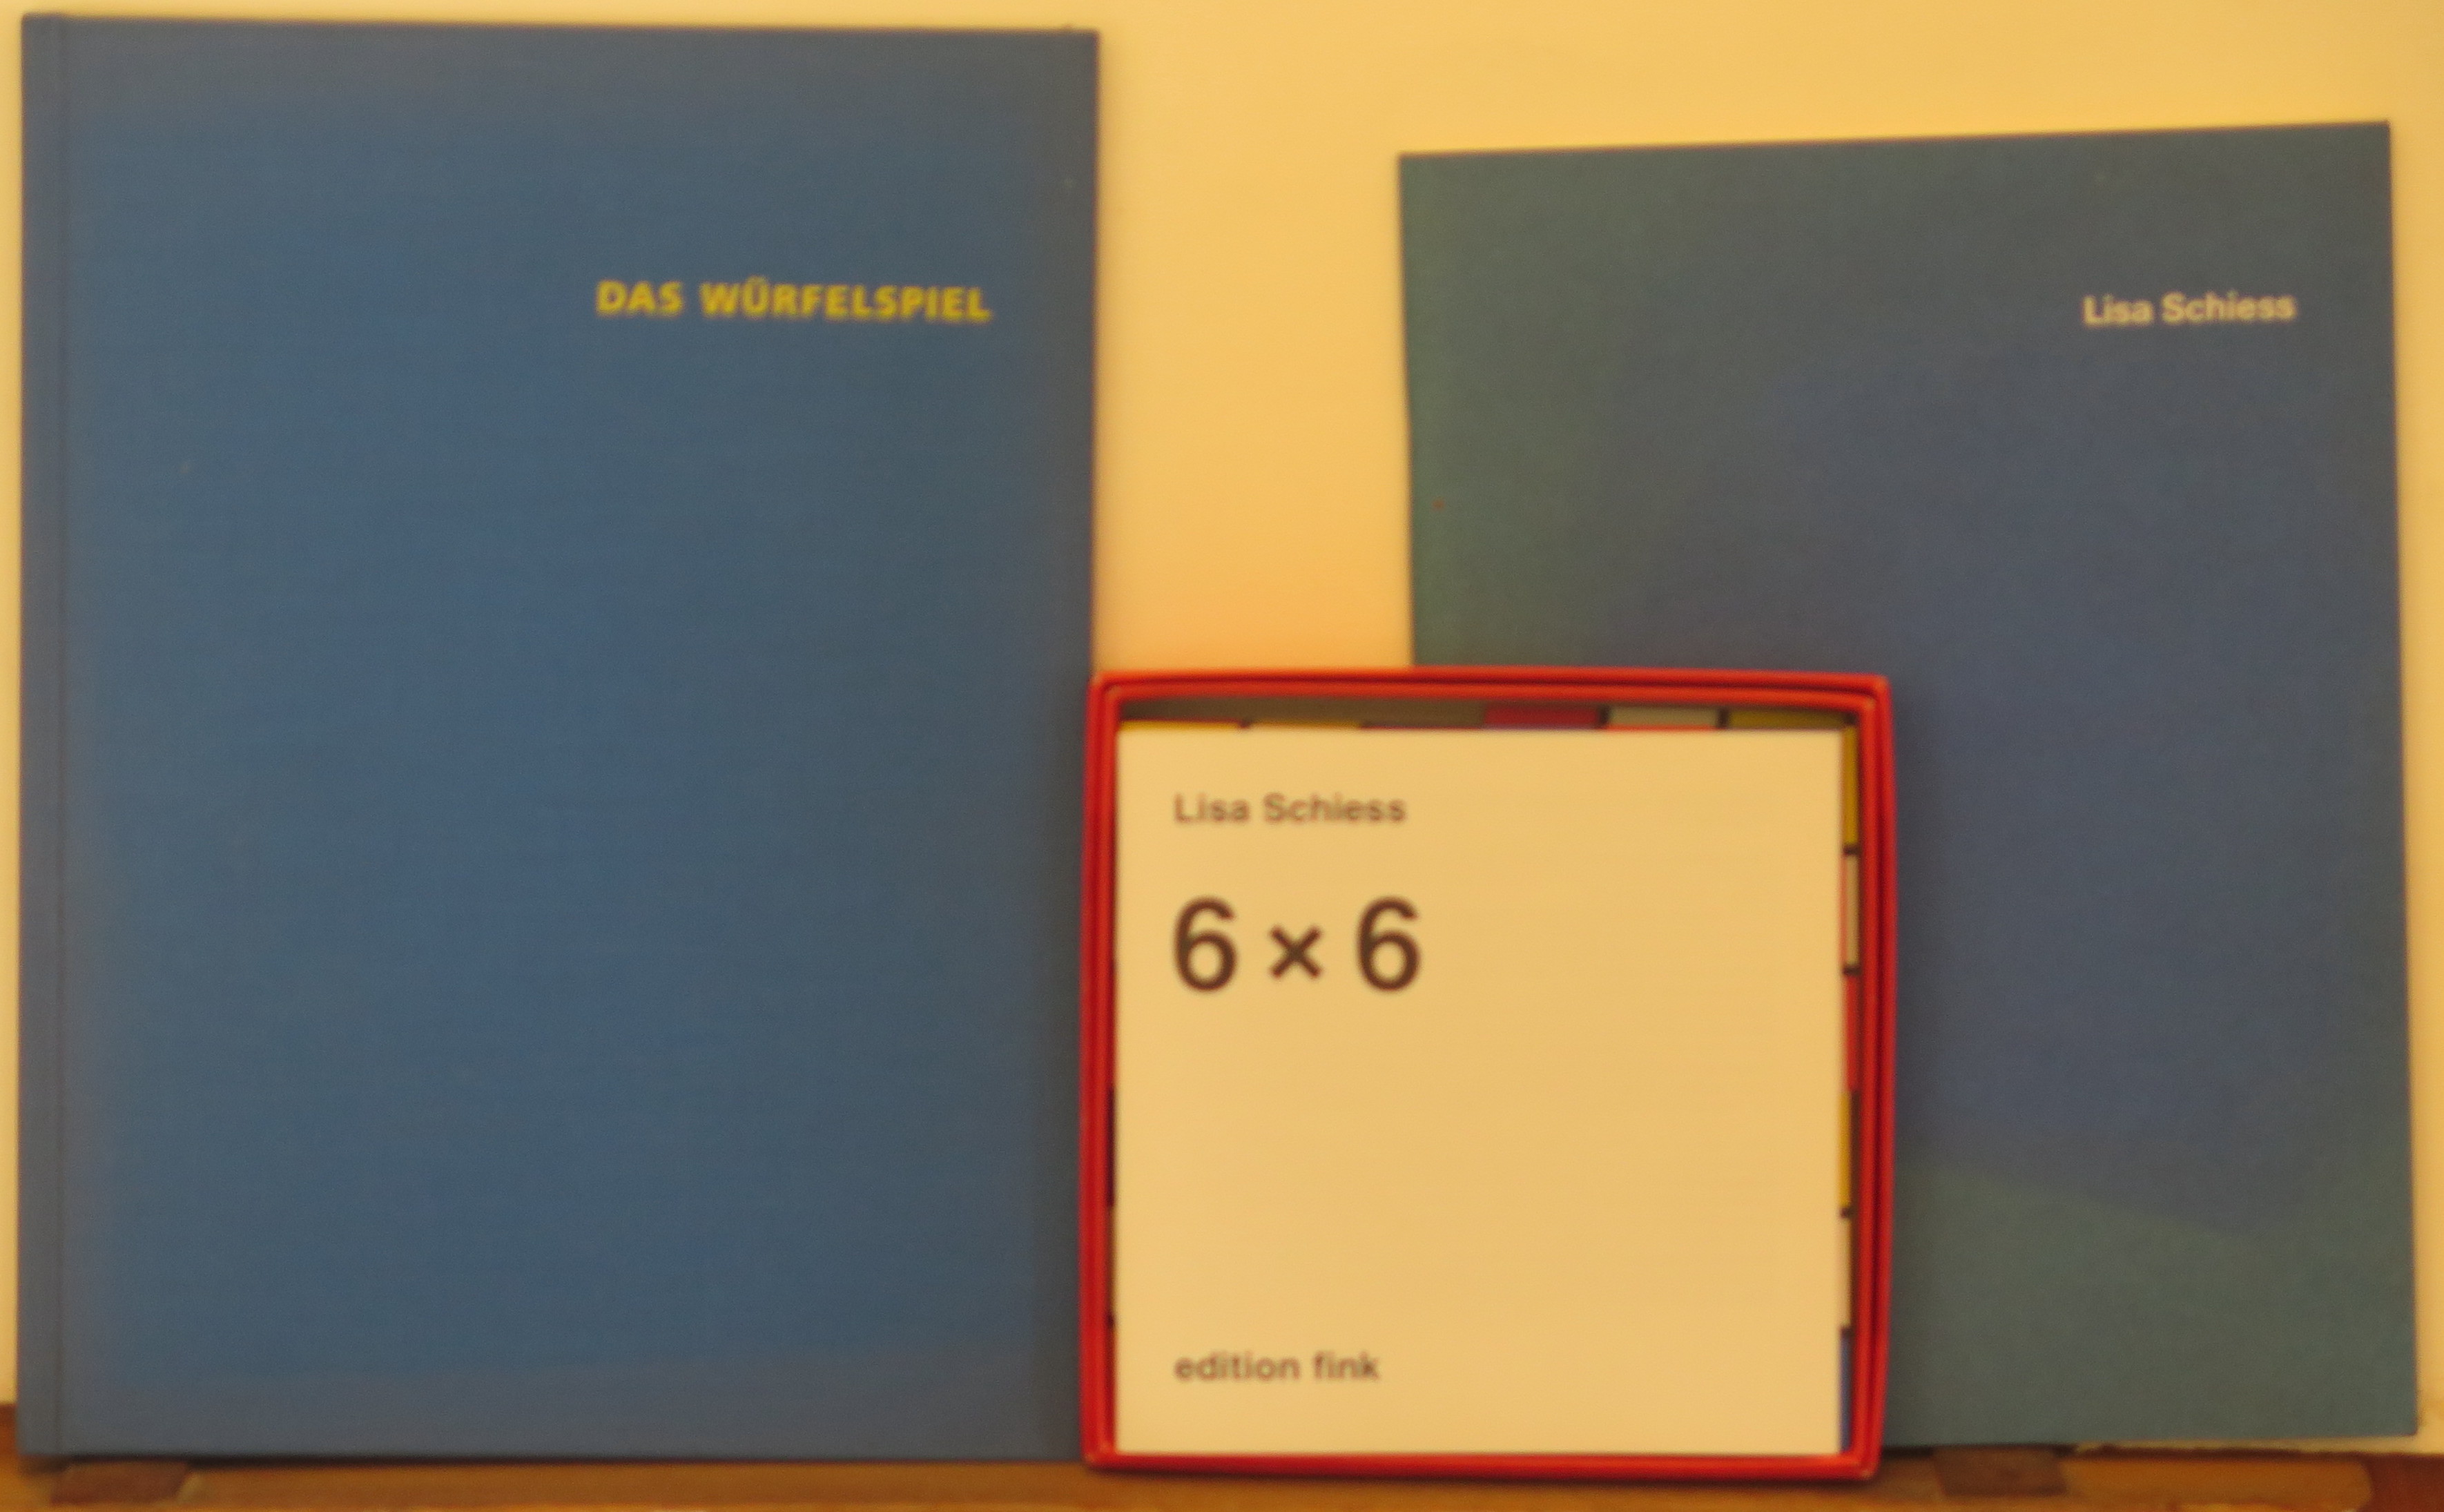 DAS WÜRFELSPIEL
Lisa Schiess
Lisa Schiess
6 × 6
edition fink